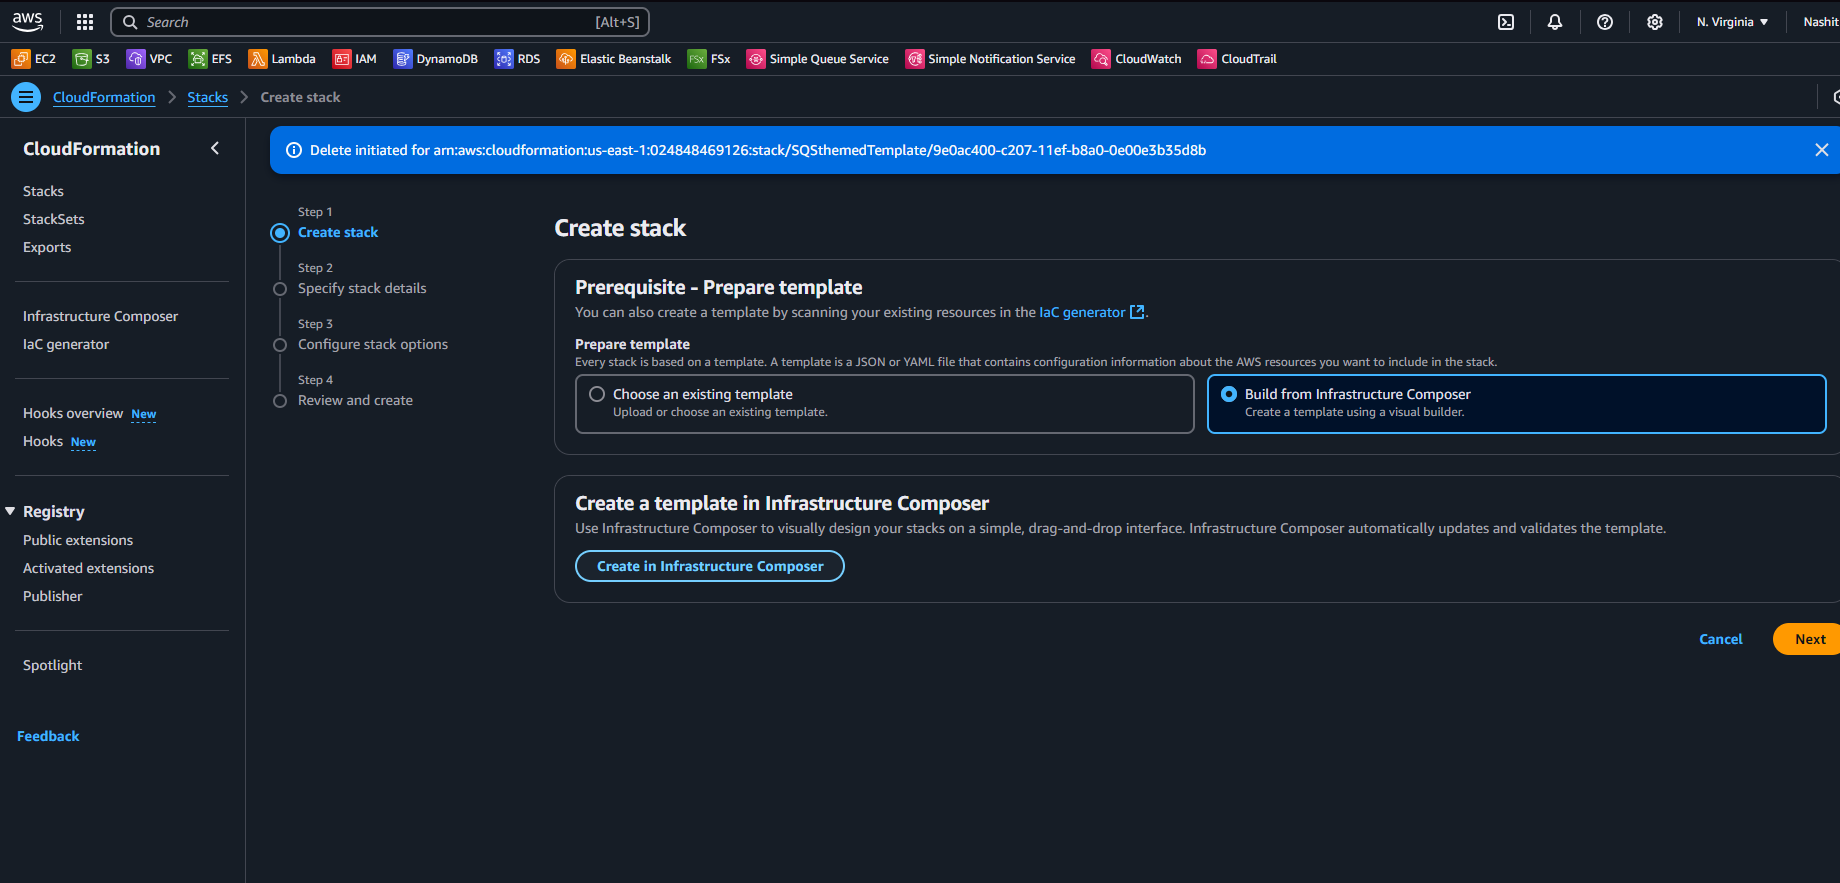 aws
Search [Alt+S]
N. Virginia
Nashit
EC2 S3 VPC EFS Lambda IAM DynamoDB RDS Elastic Beanstalk FSx FSx Simple Queue Service Simple Notification Service CloudWatch CloudTrail
CloudFormation Stacks Create stack
CloudFormation
Stacks
StackSets
Exports
Infrastructure Composer
IaC generator
Hooks overview New
Hooks New
Registry
Public extensions
Activated extensions
Publisher
Spotlight
Feedback
Delete initiated for arn:aws:cloudformation:us-east-1:024848469126:stack/SQSthemedTemplate/9e0ac400-c207-11ef-b8a0-0e00e3b35d8b
Step 1
Create stack
Step 2
Specify stack details
Step 3
Configure stack options
Step 4
Review and create
Create stack
Prerequisite - Prepare template
You can also create a template by scanning your existing resources in the IaC generator.
Prepare template
Every stack is based on a template. A template is a JSON or YAML file that contains configuration information about the AWS resources you want to include in the stack.
Choose an existing template
Upload or choose an existing template.
Build from Infrastructure Composer
Create a template using a visual builder.
Create a template in Infrastructure Composer
Use Infrastructure Composer to visually design your stacks on a simple, drag-and-drop interface. Infrastructure Composer automatically updates and validates the template.
Create in Infrastructure Composer
Cancel
Next